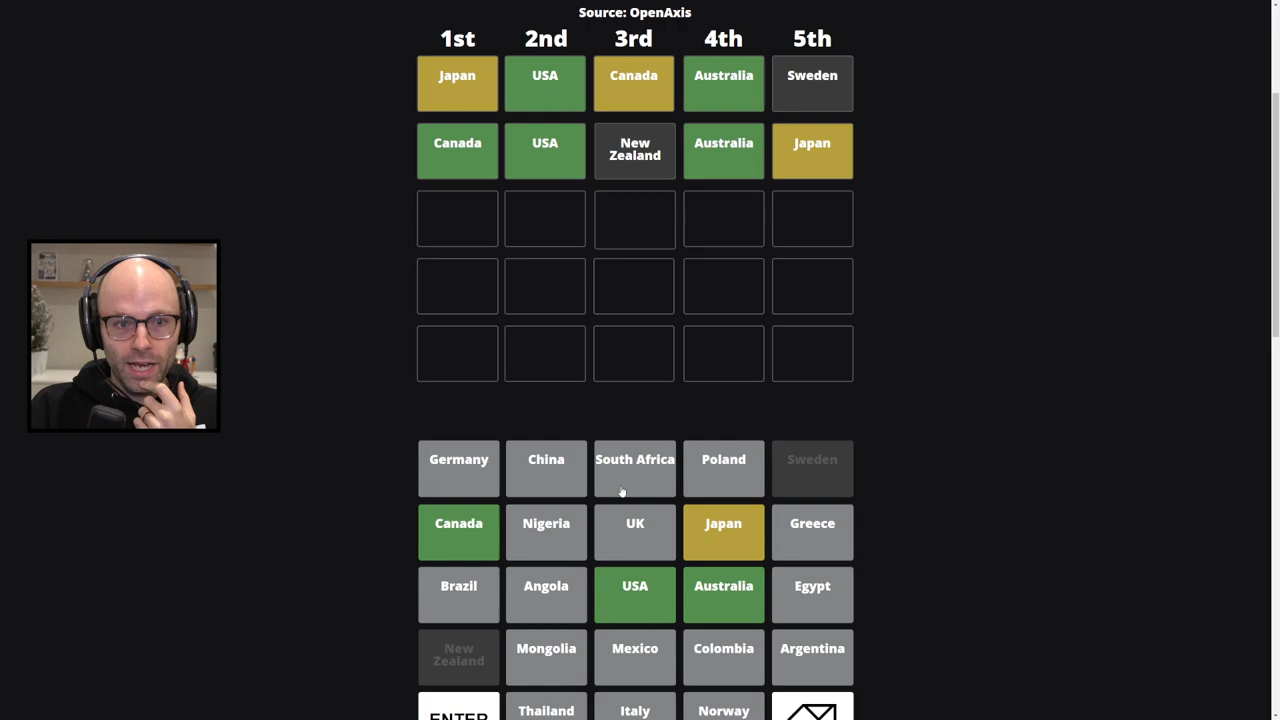 Source: OpenAxis
1st 2nd 3rd 4th 5th
Japan USA Canada Australia Sweden
Canada USA New Zealand Australia Japan
Germany China South Africa Poland Sweden
Canada Nigeria UK Japan Greece
Brazil Angola USA Australia Egypt
New Zealand Mongolia Mexico Colombia Argentina
ENTER Thailand Italy Norway